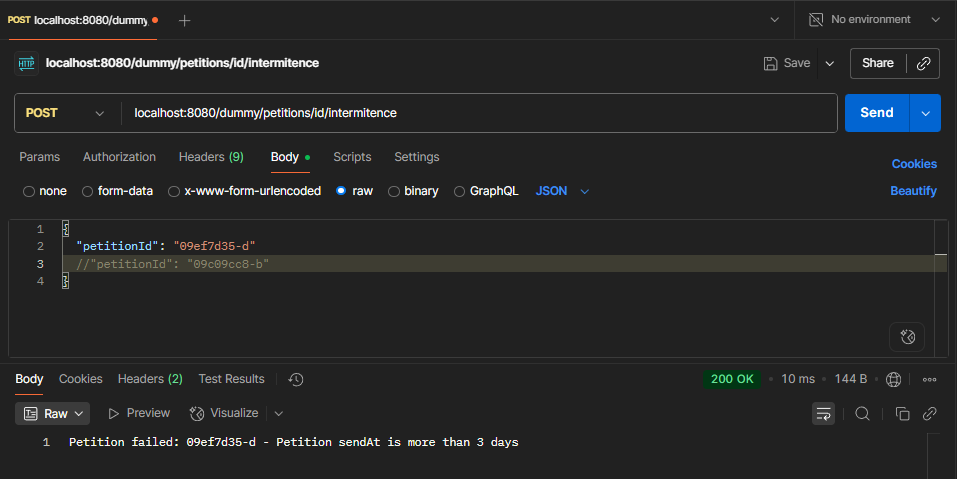 POST localhost:8080/dummy, No environment
HTTP localhost:8080/dummy/petitions/id/intermitence Save Share
POST localhost:8080/dummy/petitions/id/intermitence Send
Params Authorization Headers (9) Body Scripts Settings Cookies
none form-data x-www-form-urlencoded raw binary GraphQL JSON Beautify
1 {
2 "petitionId": "09ef7d35-d"
3 //"petitionId": "09c09cc8-b"
4 }
Body Cookies Headers (2) Test Results 200 OK • 10 ms • 144 B
Raw Preview Visualize
1 Petition failed: 09ef7d35-d - Petition sendAt is more than 3 days